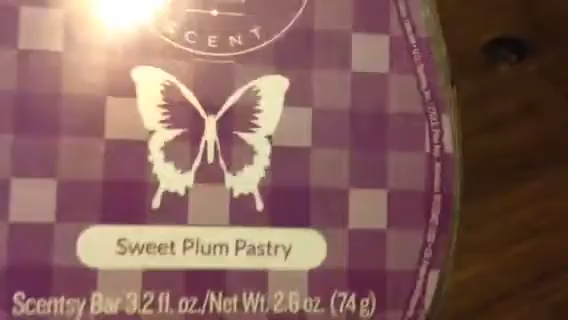 SCENT
Sweet Plum Pastry
Scentsy Bar 3.2 fl. oz./Net Wt. 2.6 oz. (74 g)